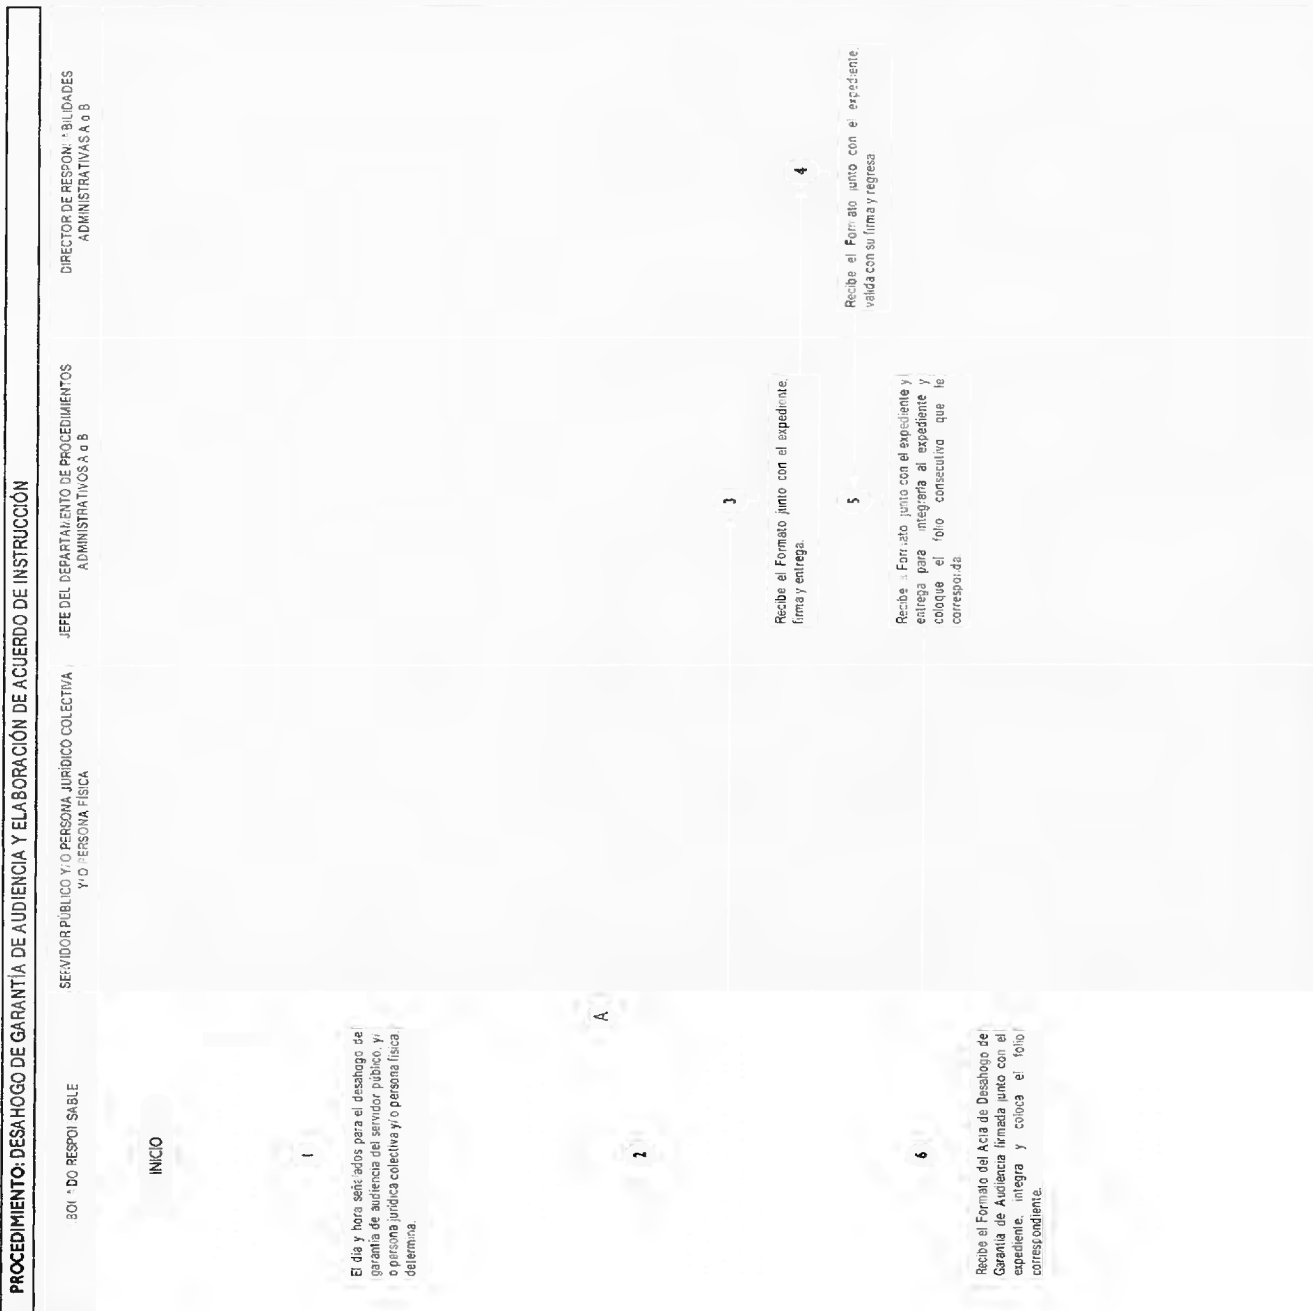 PROCEDIMIENTO: DESAHOGO DE GARANTÍA DE AUDIENCIA Y ELABORACIÓN DE ACUERDO DE INSTRUCCIÓN
SERVIDOR PÚBLICO Y/O PERSONA JURÍDICO COLECTIVA
Y/O PERSONA FÍSICA
JEFE DEL DEPARTAMENTO DE PROCEDIMIENTOS
ADMINISTRATIVOS A o B
DIRECTOR DE
ADMINISTRATIVAS A o B
INICIO
1
El día y hora señalados para el desahogo de
garantía de audiencia del servidor público, y/
o persona jurídica colectiva y/o persona física,
determina.
A
2
3
Recibe el Formato junto con el expediente,
firma y entrega.
4
Recibe el Formato junto con el expediente,
valida con su firma y regresa
5
Recibe Formato junto con el expediente y
entrega para integrarla al expediente y
coloque el folio consecutivo que le
corresponda
6
Recibe el Formato del Acta de Desahogo de
Garantía de Audiencia firmada junto con el
expediente, integra y coloca el folio
correspondiente.